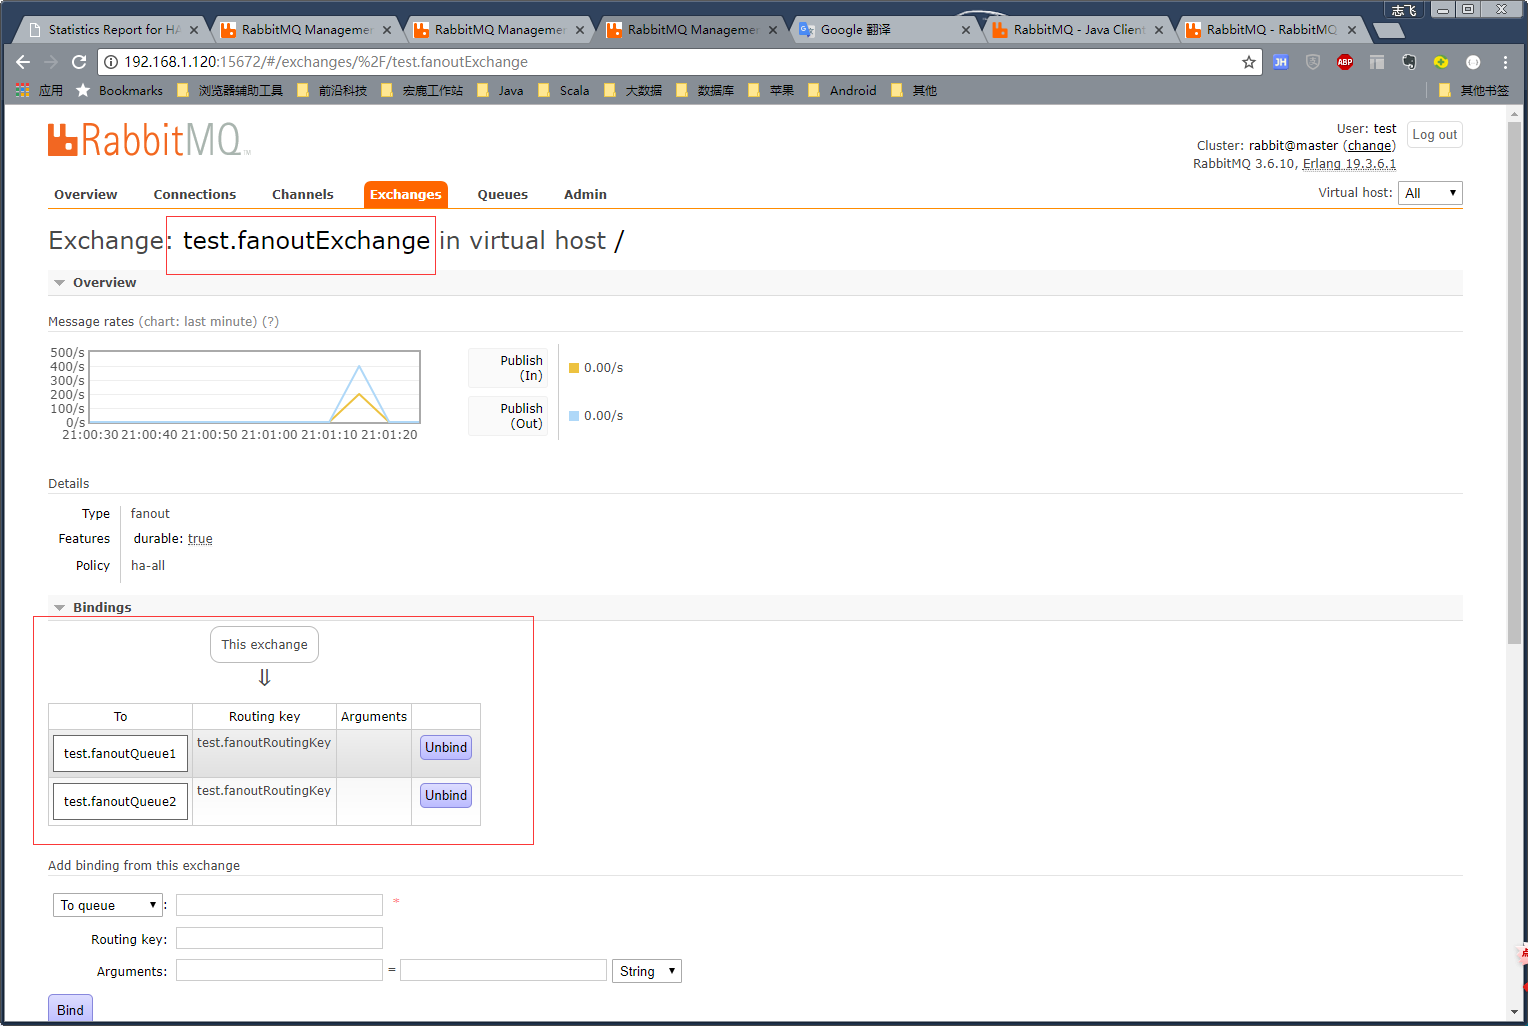 志飞
Statistics Report for HA
RabbitMQ Managemen
RabbitMQ Managemen
RabbitMQ Managemen
Google 翻译
RabbitMQ - Java Client
RabbitMQ - RabbitMQ
192.168.1.120:15672/#/exchanges/%2F/test.fanoutExchange
JH
ABP
应用
Bookmarks
浏览器辅助工具
前沿科技
宏鹿工作站
Java
Scala
大数据
数据库
苹果
Android
其他
其他书签
RabbitMQ
TM
User: test
Log out
Cluster: rabbit@master (change)
RabbitMQ 3.6.10, Erlang 19.3.6.1
Overview
Connections
Channels
Exchanges
Queues
Admin
Virtual host: All
Exchange: test.fanoutExchange in virtual host /
Overview
Message rates (chart: last minute) (?)
500/s
400/s
300/s
200/s
100/s
0/s
21:00:30 21:00:40 21:00:50 21:01:00 21:01:10 21:01:20
Publish
(In)
0.00/s
Publish
(Out)
0.00/s
Details
Type fanout
Features durable: true
Policy ha-all
Bindings
This exchange
⇓
To Routing key Arguments
test.fanoutQueue1 test.fanoutRoutingKey Unbind
test.fanoutQueue2 test.fanoutRoutingKey Unbind
Add binding from this exchange
To queue : *
Routing key:
Arguments: = String
Bind
点